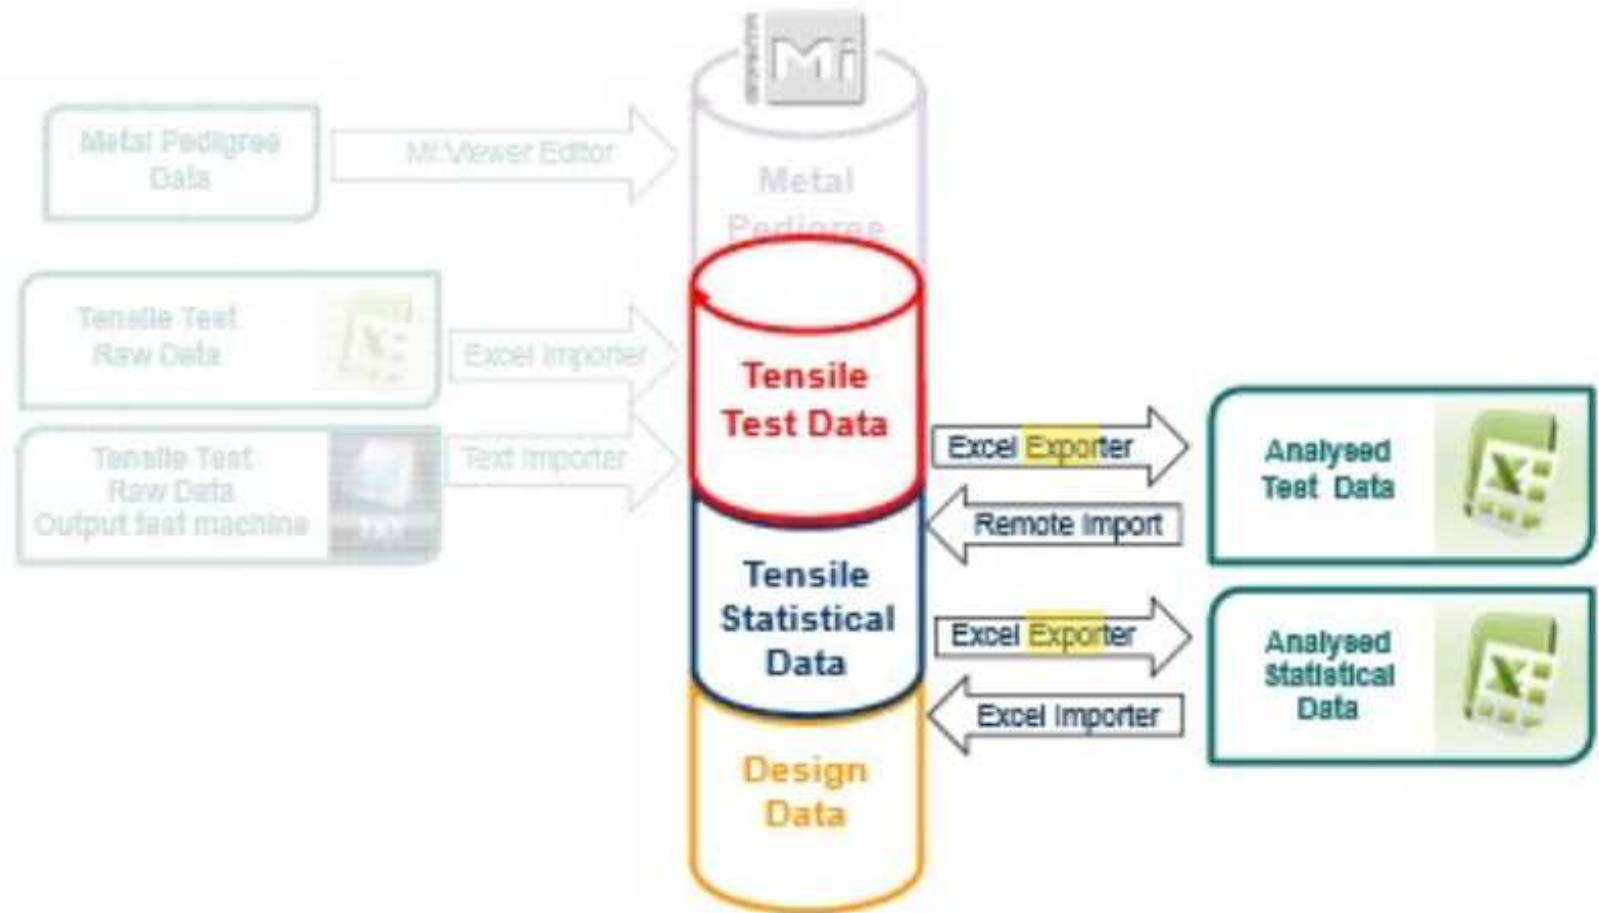 Mi
Metal Pedigree
Data
MI:Viewer Editor
Metal
Pedigree
Tensile Test
Raw Data
Excel Importer
Tensile
Test Data
Tensile Test
Raw Data
Output test machine
Text Importer
Excel Exporter
Analysed
Test Data
Remote Import
Tensile
Statistical
Data
Excel Exporter
Analysed
Statistical
Data
Excel Importer
Design
Data